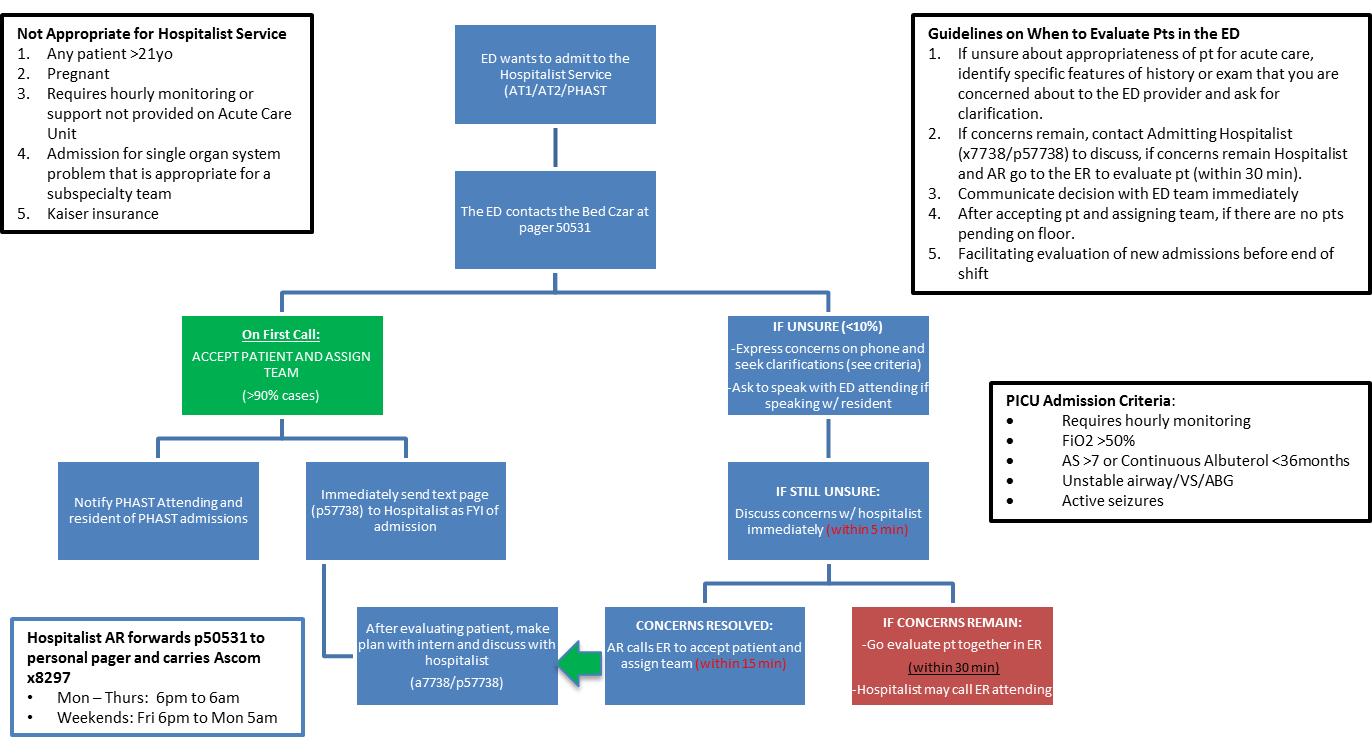 Not Appropriate for Hospitalist Service
1. Any patient >21yo
2. Pregnant
3. Requires hourly monitoring or
support not provided on Acute Care
Unit
4. Admission for single organ system
problem that is appropriate for a
subspecialty team
5. Kaiser insurance
ED wants to admit to the
Hospitalist Service
(AT1/AT2/PHAST
Guidelines on When to Evaluate Pts in the ED
1. If unsure about appropriateness of pt for acute care,
identify specific features of history or exam that you are
concerned about to the ED provider and ask for
clarification.
2. If concerns remain, contact Admitting Hospitalist
(x7738/p57738) to discuss, if concerns remain Hospitalist
and AR go to the ER to evaluate pt (within 30 min).
3. Communicate decision with ED team immediately
4. After accepting pt and assigning team, if there are no pts
pending on floor.
5. Facilitating evaluation of new admissions before end of
shift
The ED contacts the Bed Czar at
pager 50531
On First Call:
ACCEPT PATIENT AND ASSIGN
TEAM
(>90% cases)
IF UNSURE (<10%)
-Express concerns on phone and
seek clarifications (see criteria)
-Ask to speak with ED attending if
speaking w/ resident
PICU Admission Criteria:
• Requires hourly monitoring
• FiO2 >50%
• AS >7 or Continuous Albuterol <36months
• Unstable airway/VS/ABG
• Active seizures
Notify PHAST Attending and
resident of PHAST admissions
Immediately send text page
(p57738) to Hospitalist as FYI of
admission
IF STILL UNSURE:
Discuss concerns w/ hospitalist
immediately (within 5 min)
Hospitalist AR forwards p50531 to
personal pager and carries Ascom
x8297
• Mon – Thurs: 6pm to 6am
• Weekends: Fri 6pm to Mon 5am
After evaluating patient, make
plan with intern and discuss with
hospitalist
(a7738/p57738)
CONCERNS RESOLVED:
AR calls ER to accept patient and
assign team (within 15 min)
IF CONCERNS REMAIN:
-Go evaluate pt together in ER
(within 30 min)
-Hospitalist may call ER attending